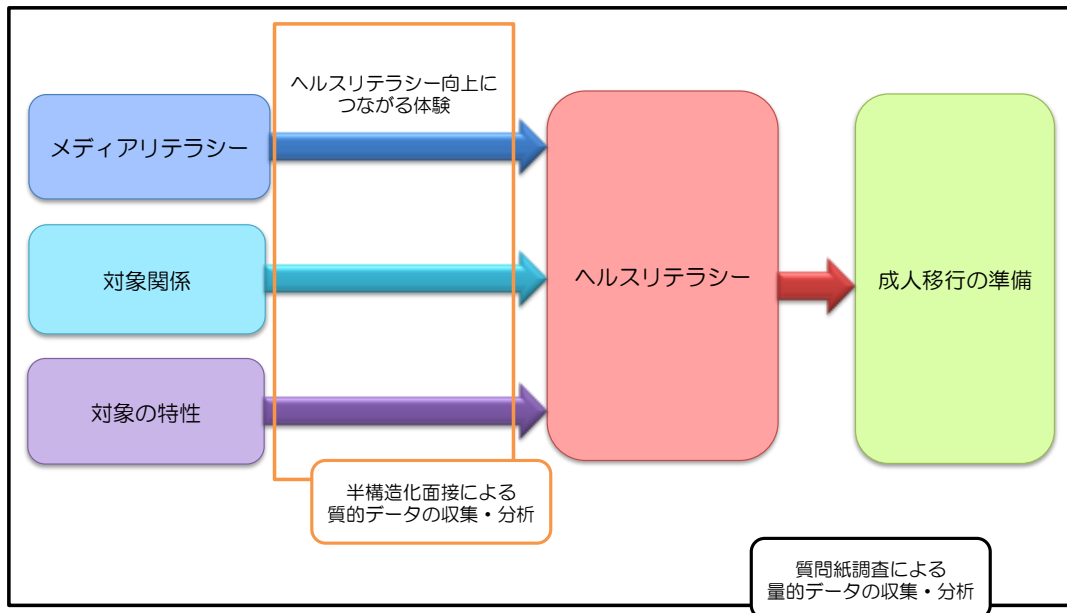 ヘルスリテラシー向上に
つながる体験
メディアリテラシー
対象関係
対象の特性
ヘルスリテラシー
成人移行の準備
半構造化面接による
質的データの収集・分析
質問紙調査による
量的データの収集・分析